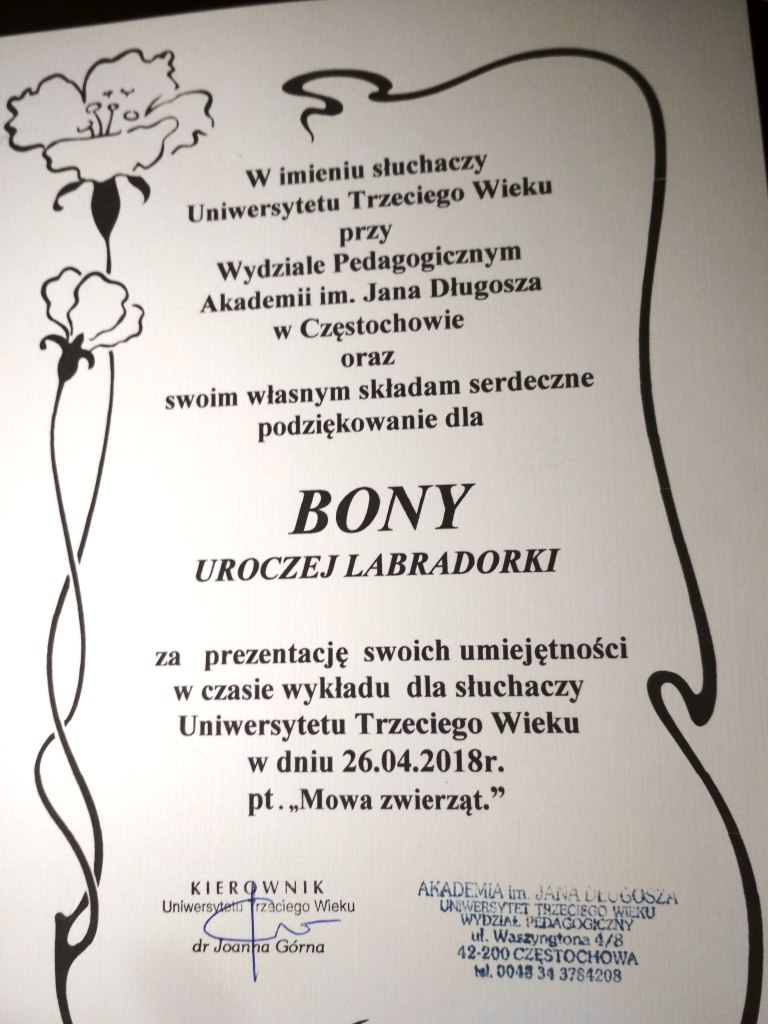 W imieniu słuchaczy
Uniwersytetu Trzeciego Wieku
przy
Wydziale Pedagogicznym
Akademii im. Jana Długosza
w Częstochowie
oraz
swoim własnym składam serdeczne
podziękowanie dla
BONY
UROCZEJ LABRADORKI
za prezentację swoich umiejętności
w czasie wykładu dla słuchaczy
Uniwersytetu Trzeciego Wieku
w dniu 26.04.2018r.
pt. „Mowa zwierząt.”
KIEROWNIK
Uniwersytetu Trzeciego Wieku
dr Joanna Górna
AKADEMIA im. JANA DŁUGOSZA
UNIWERSYTET TRZECIEGO WIEKU
WYDZIAŁ PEDAGOGICZNY
ul. Waszyngtona 4/8
42-200 CZĘSTOCHOWA
tel. 0048 34 3784208